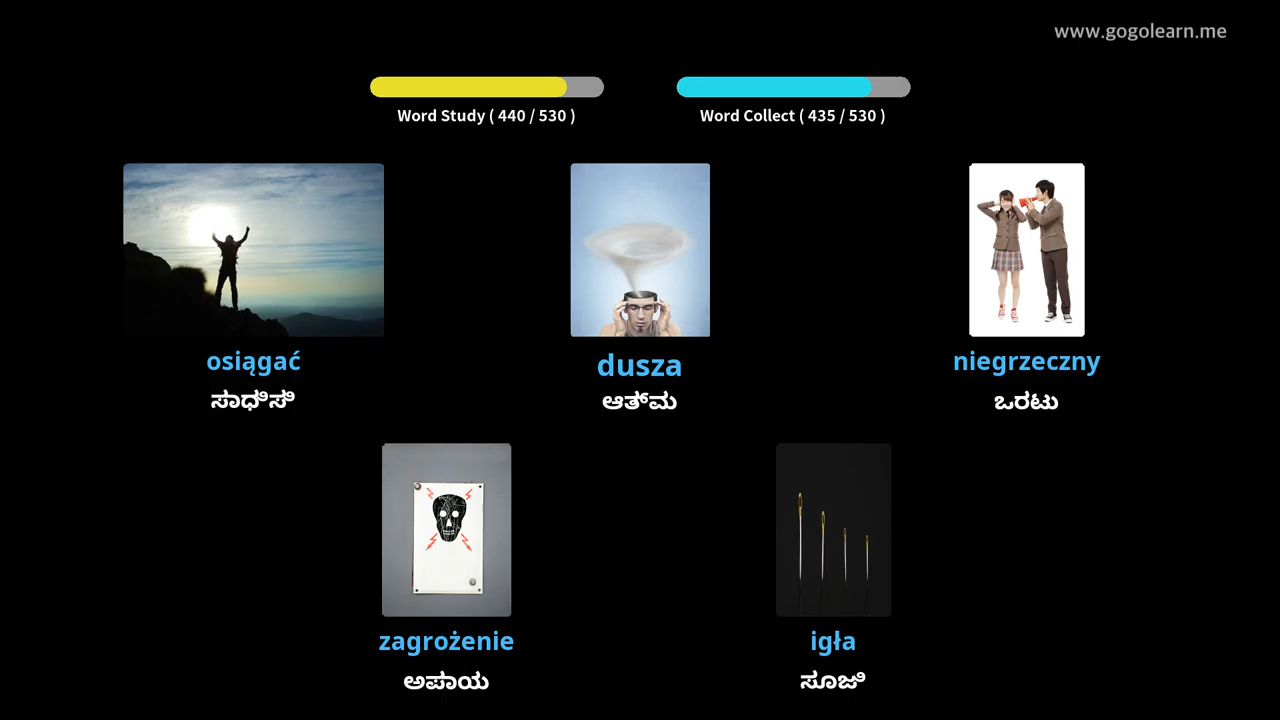 www.gogolearn.me
Word Study ( 440 / 530 )
Word Collect ( 435 / 530 )
osiągać
ಸಾಧಿಸಿ
dusza
ಆತ್ಮ
niegrzeczny
ಒರಟು
zagrożenie
ಅಪಾಯ
igła
ಸೂಜಿ